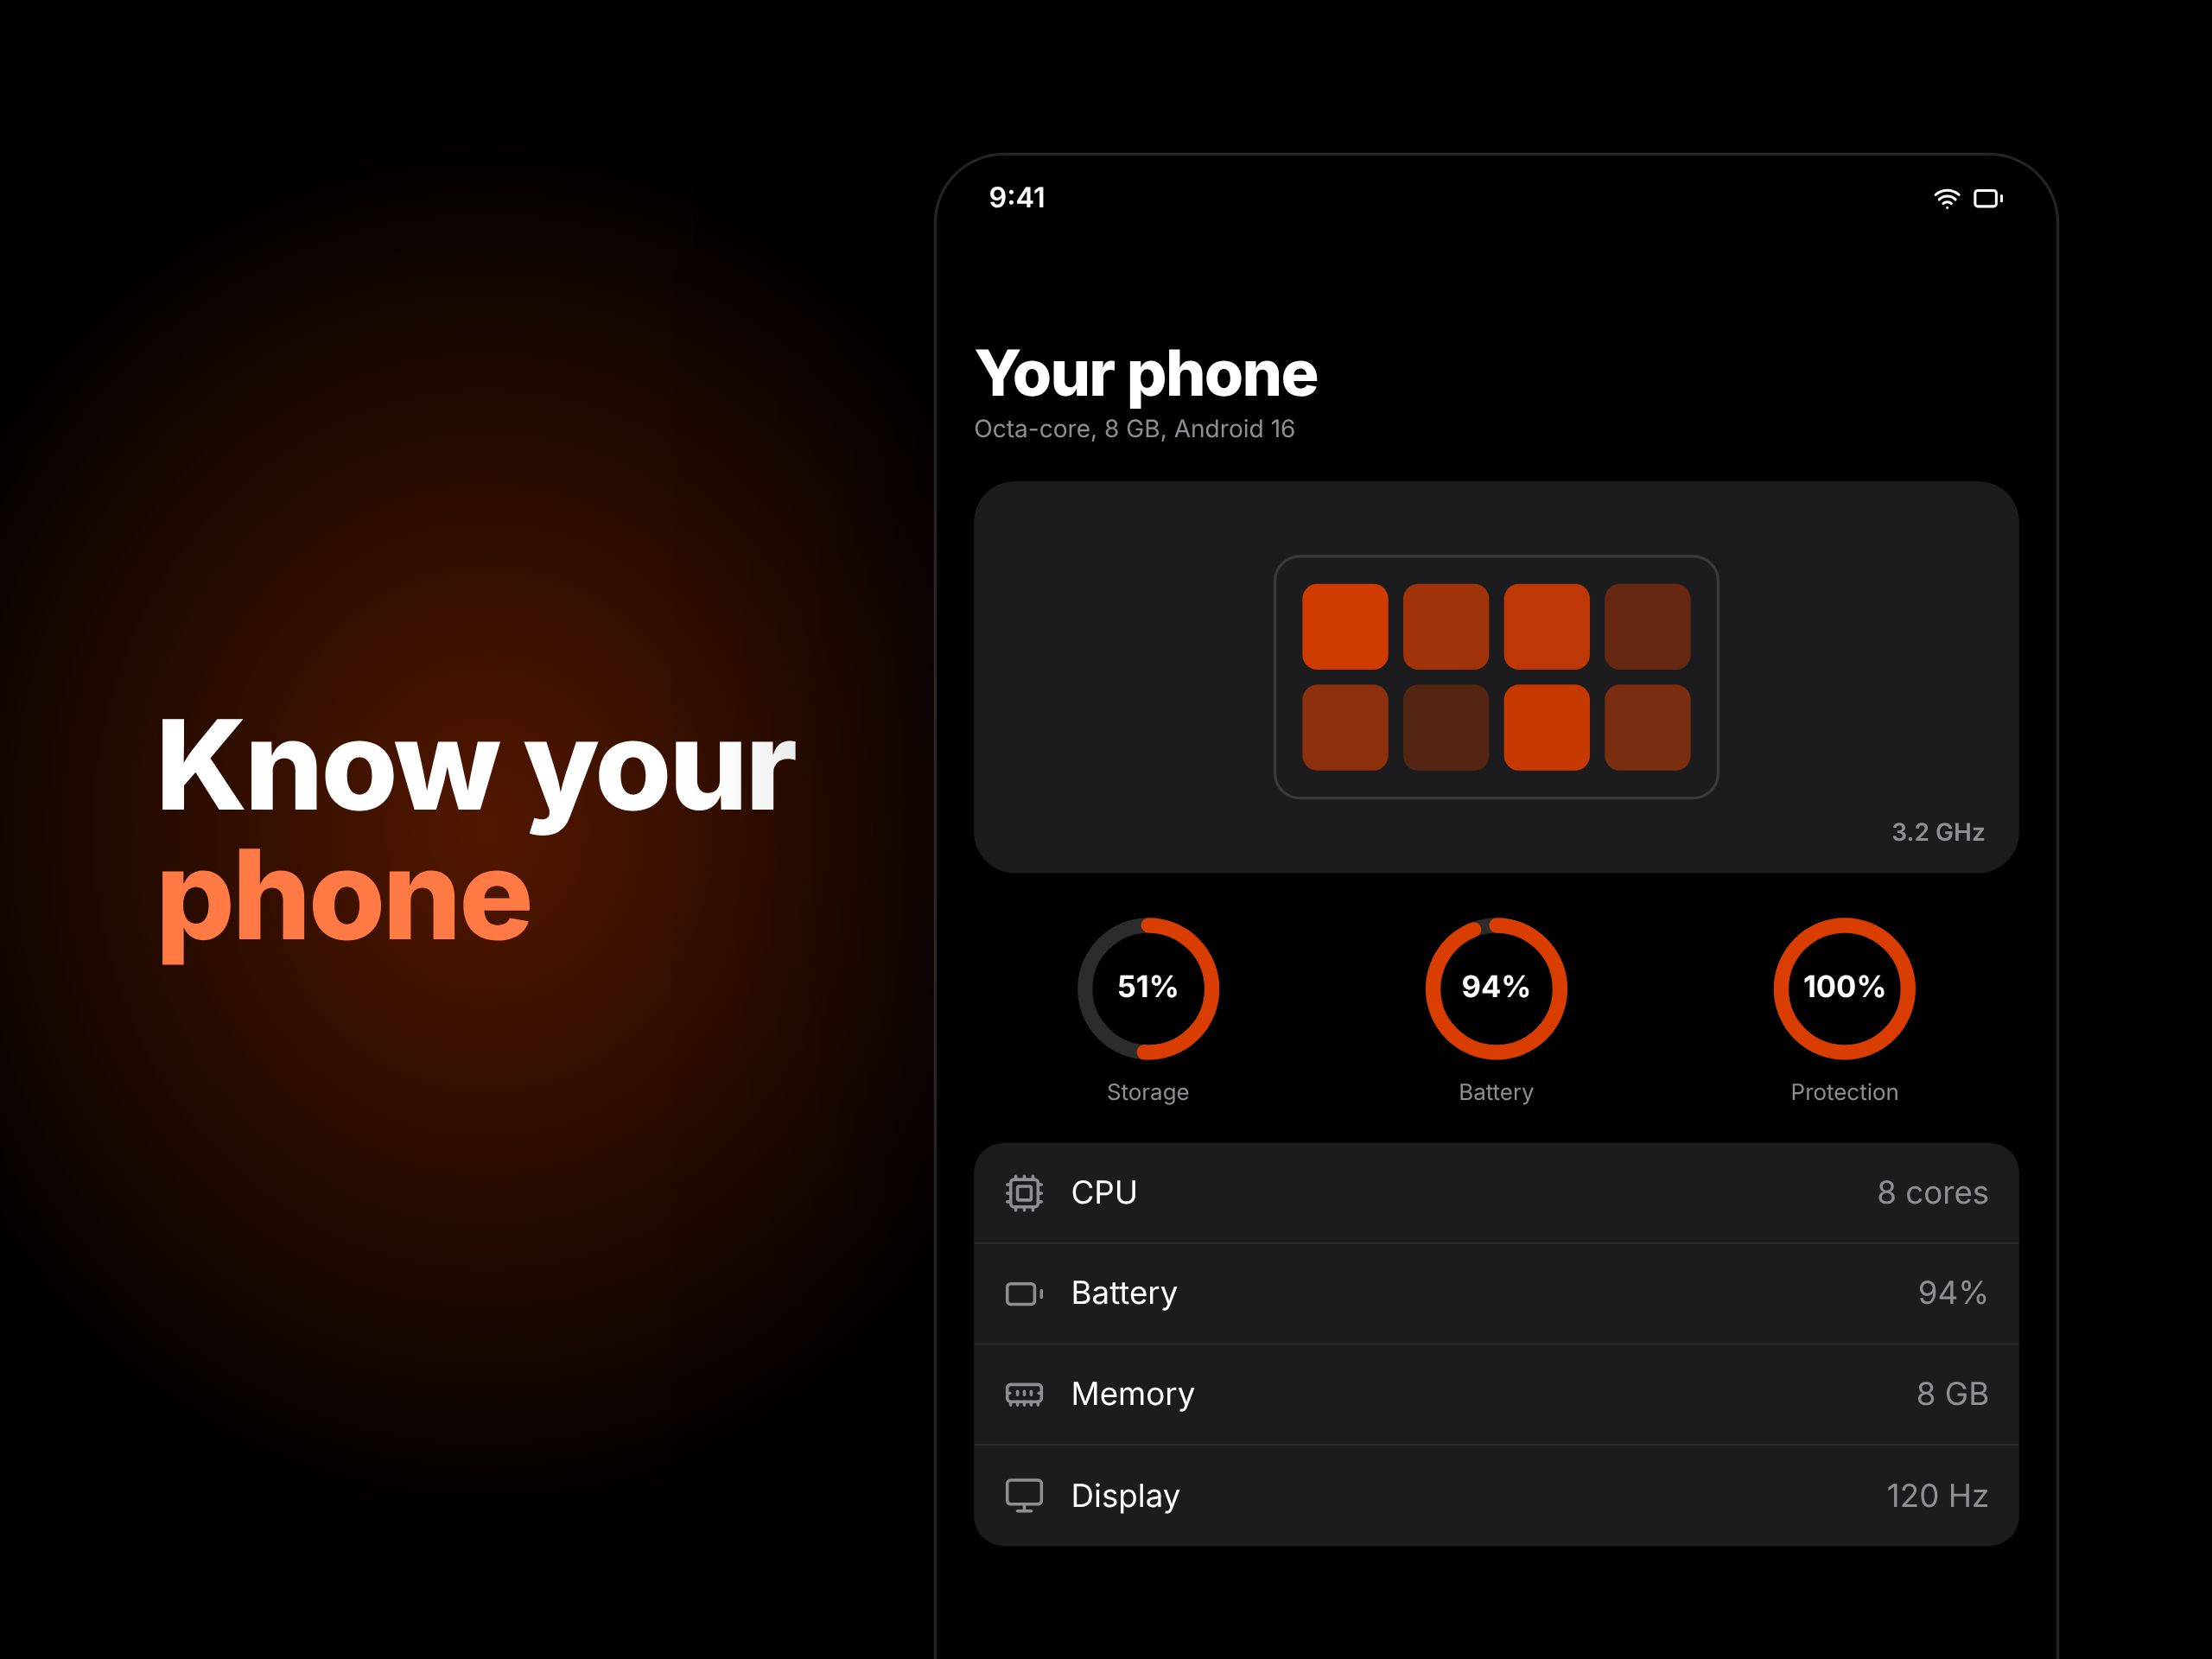 Know your
phone
9:41
Your phone
Octa-core, 8 GB, Android 16
3.2 GHz
51%
Storage
94%
Battery
100%
Protection
CPU
8 cores
Battery
94%
Memory
8 GB
Display
120 Hz